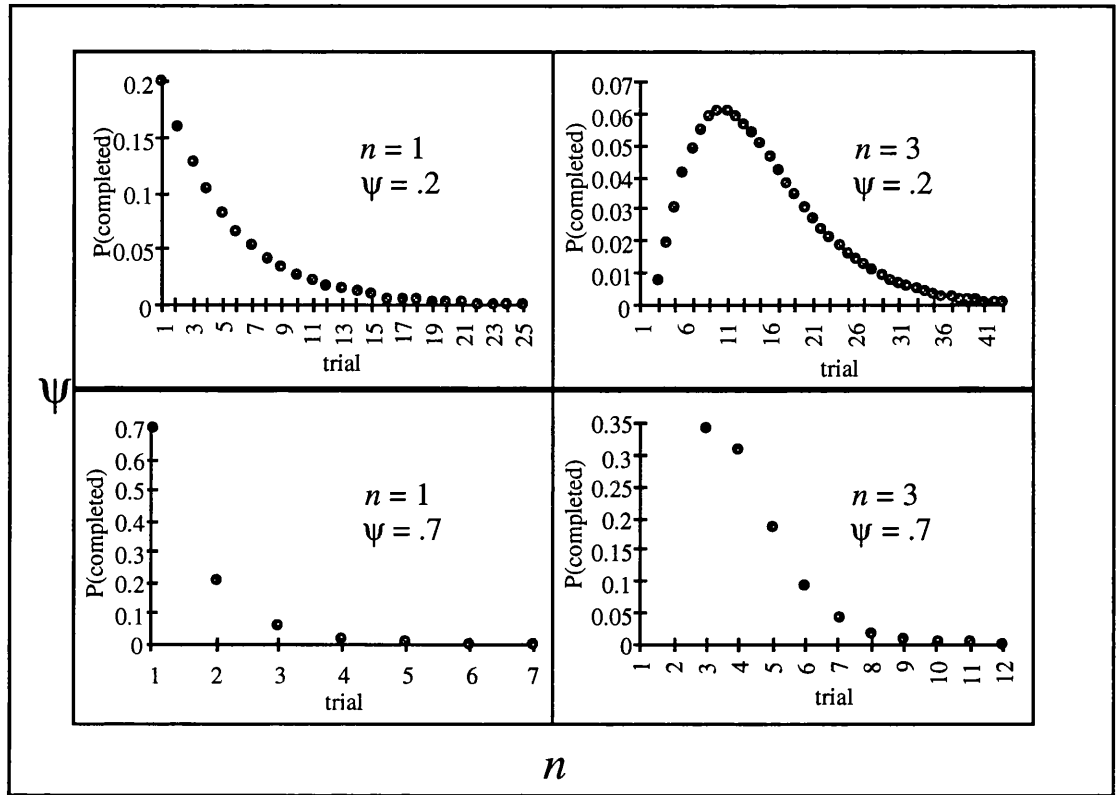 0.2
0.15
0.1
0.05
0
P(completed)
n = 1
ψ = .2
1 3 5 7 9 11 13 15 17 19 21 23 25
trial
0.07
0.06
0.05
0.04
0.03
0.02
0.01
0
P(completed)
n = 3
ψ = .2
1 6 11 16 21 26 31 36 41
trial
ψ
0.7
0.6
0.5
0.4
0.3
0.2
0.1
0
P(completed)
n = 1
ψ = .7
1 2 3 4 5 6 7
trial
0.35
0.3
0.25
0.2
0.15
0.1
0.05
0
P(completed)
n = 3
ψ = .7
1 2 3 4 5 6 7 8 9 10 11 12
trial
n